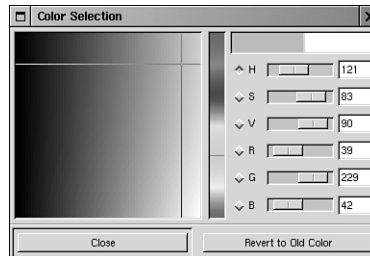 Color Selection
H 121
S 83
V 90
R 39
G 229
B 42
Close Revert to Old Color